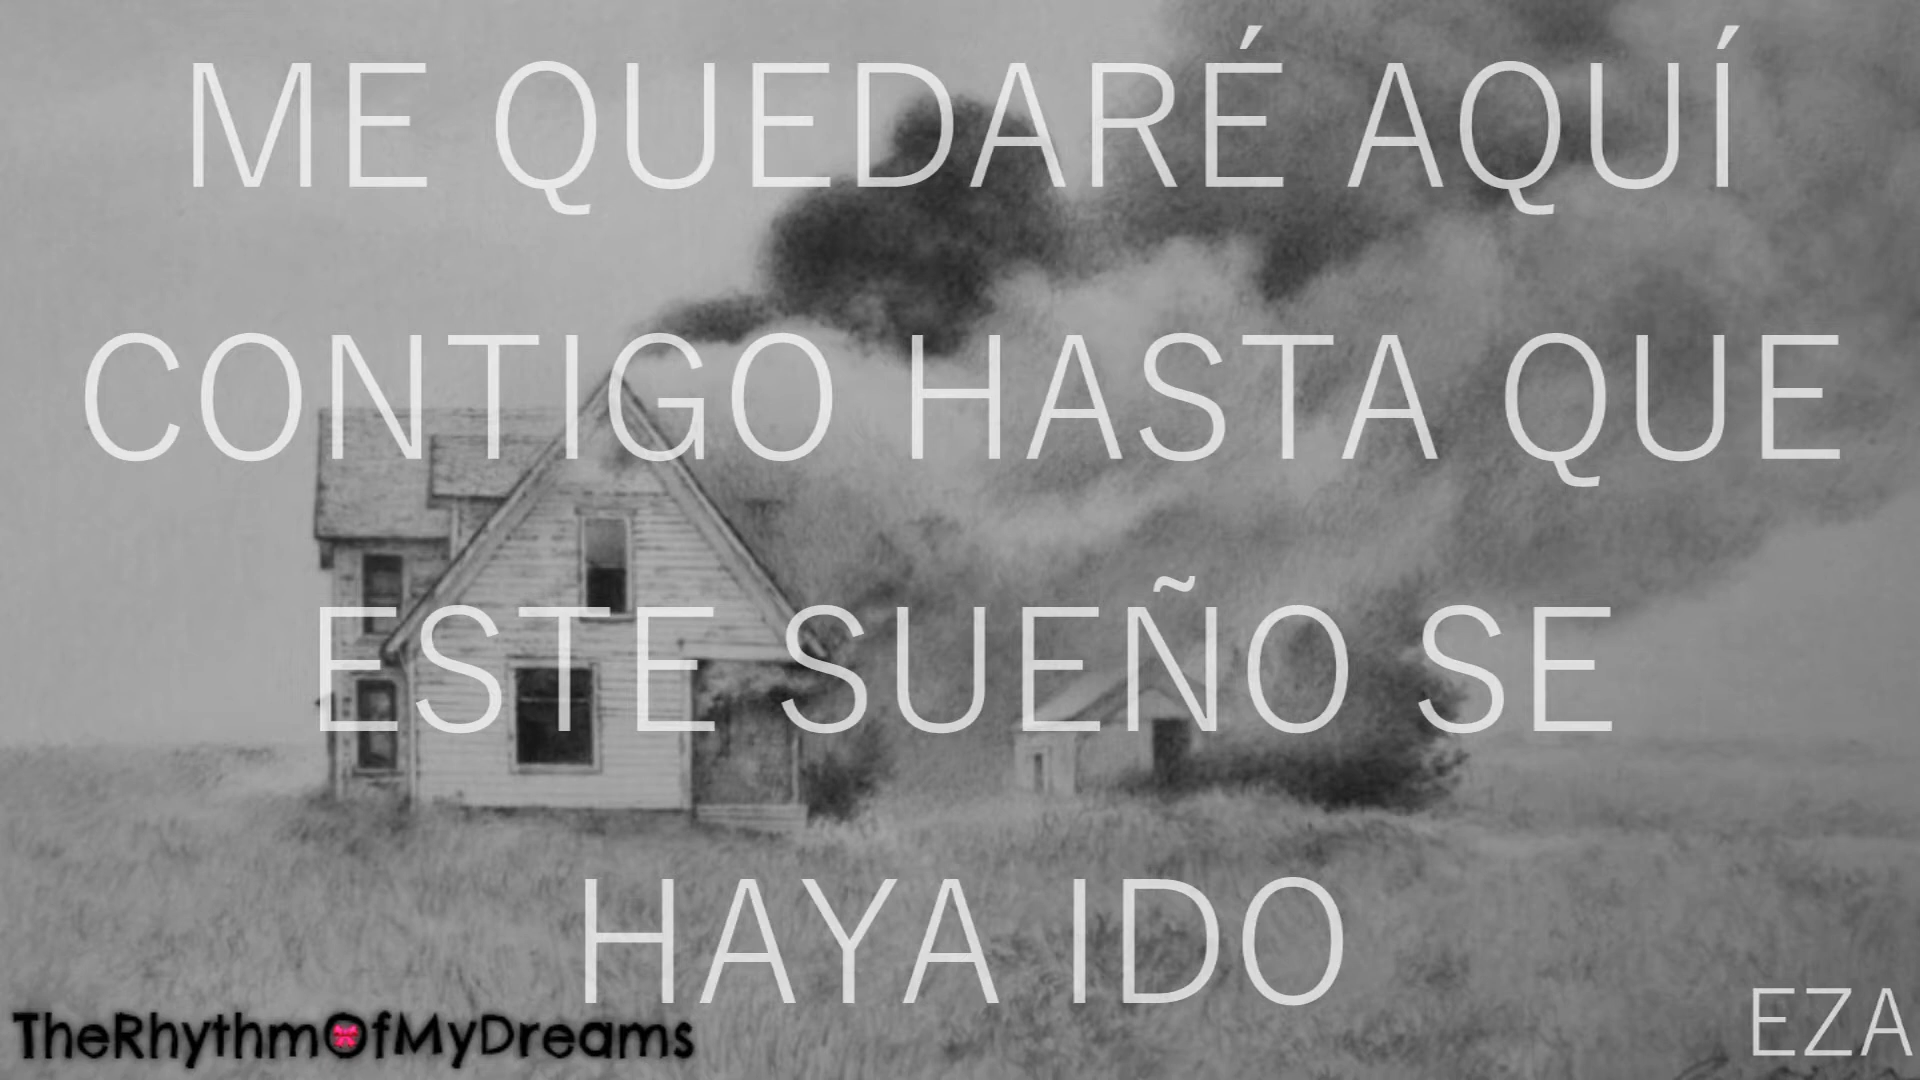 ME QUEDARÉ AQUÍ
CONTIGO HASTA QUE
ESTE SUEÑO SE
HAYA IDO
TheRhythmOfMyDreams
EZA